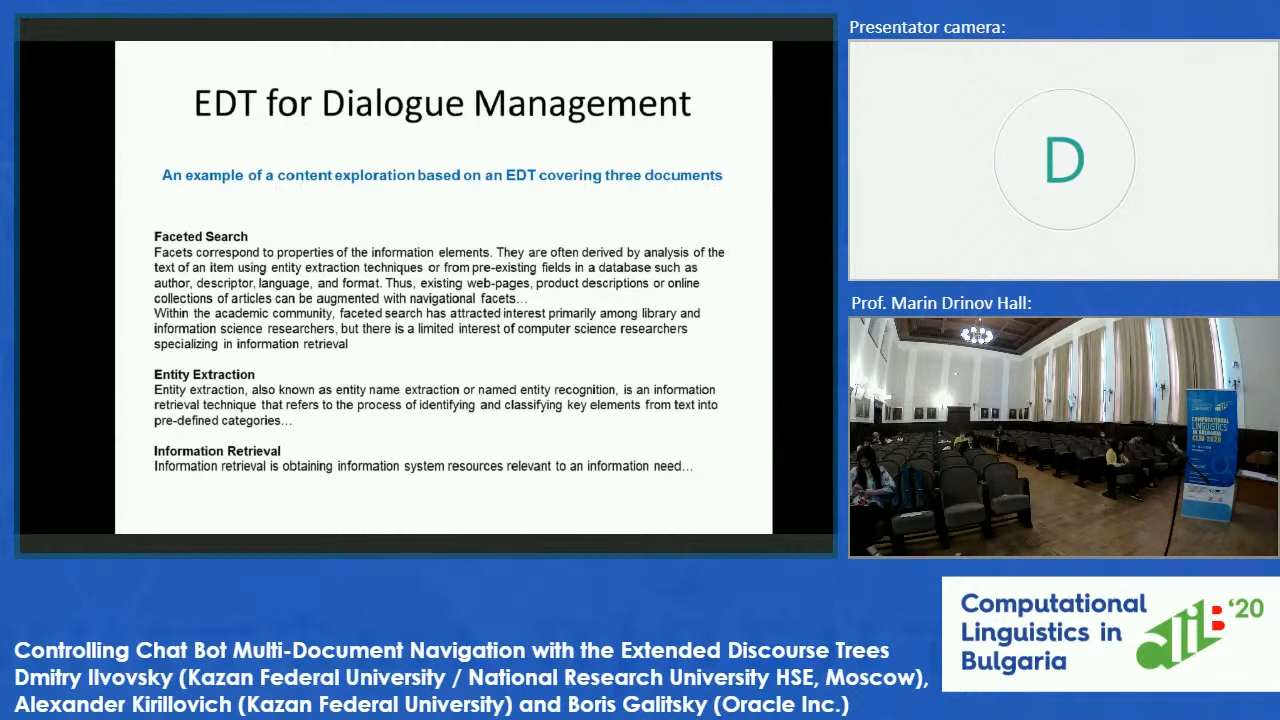 EDT for Dialogue Management
An example of a content exploration based on an EDT covering three documents
Faceted Search
Facets correspond to properties of the information elements. They are often derived by analysis of the
text of an item using entity extraction techniques or from pre-existing fields in a database such as
author, descriptor, language, and format. Thus, existing web-pages, product descriptions or online
collections of articles can be augmented with navigational facets…
Within the academic community, faceted search has attracted interest primarily among library and
information science researchers, but there is a limited interest of computer science researchers
specializing in information retrieval
Entity Extraction
Entity extraction, also known as entity name extraction or named entity recognition, is an information
retrieval technique that refers to the process of identifying and classifying key elements from text into
pre-defined categories…
Information Retrieval
Information retrieval is obtaining information system resources relevant to an information need…
Presentator camera:
D
Prof. Marin Drinov Hall:
COMPUTATIONAL
LINGUISTICS
IN BULGARIA
CLIB 2020
Controlling Chat Bot Multi-Document Navigation with the Extended Discourse Trees
Dmitry Ilvovsky (Kazan Federal University / National Research University HSE, Moscow),
Alexander Kirillovich (Kazan Federal University) and Boris Galitsky (Oracle Inc.)
Computational
Linguistics in
Bulgaria
CLIB '20